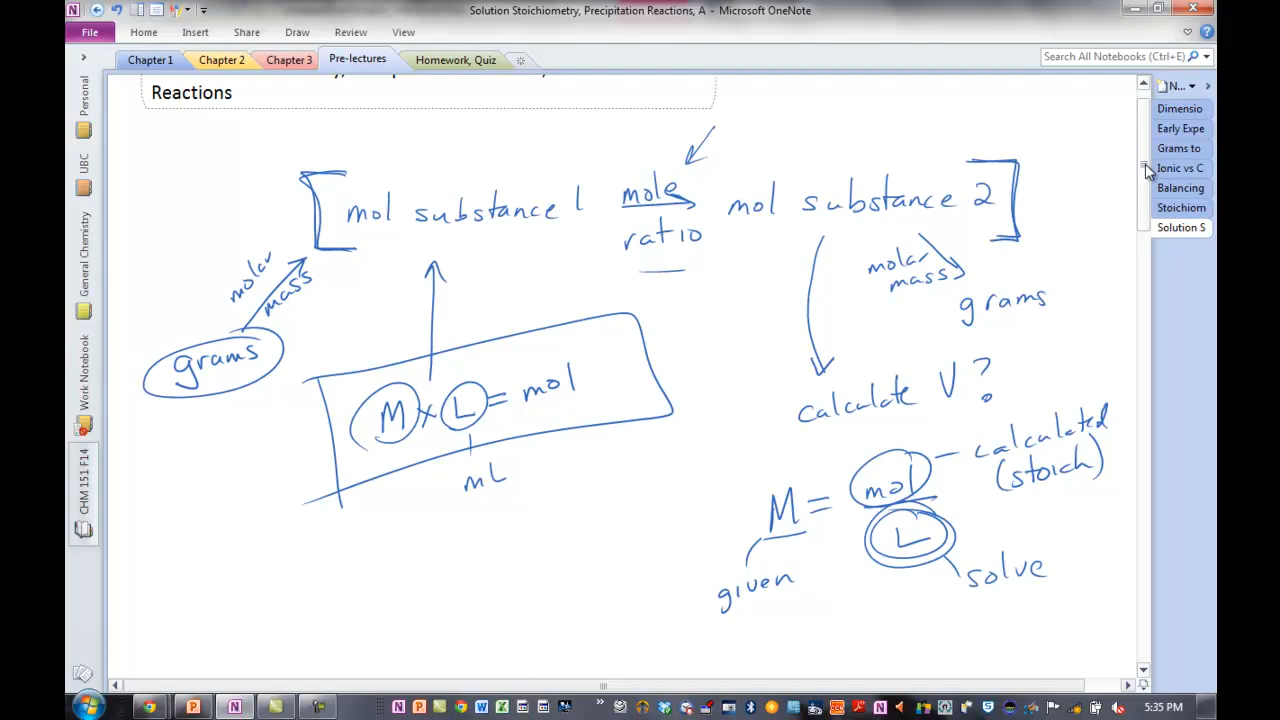 Solution Stoichiometry, Precipitation Reactions, A - Microsoft OneNote
File Home Insert Share Draw Review View
Chapter 1 Chapter 2 Chapter 3 Pre-lectures Homework, Quiz
Search All Notebooks (Ctrl+E)
N...
Personal
UBC
General Chemistry
Work Notebook
CHM 151 F14
Dimensio
Early Expe
Grams to
Ionic vs C
Balancing
Stoichiom
Solution S
Reactions
mol substance 1 mole ratio mol substance 2
molar mass
grams
molar mass
grams
M x L = mol
mL
calculate V ?
M = mol / L
calculated
(stoich)
given
solve
5:35 PM